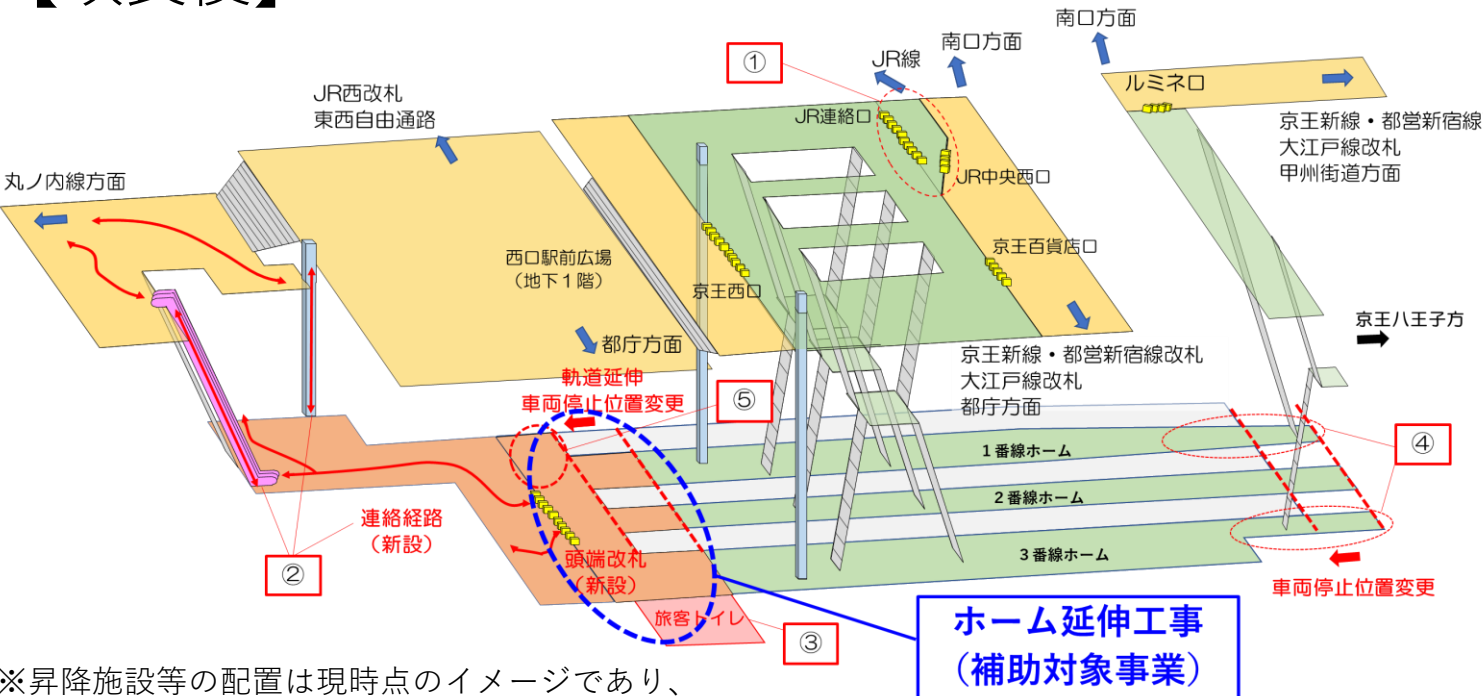 南口方面
南口方面
①
JR線
ルミネ口
JR西改札
東西自由通路
JR連絡口
京王新線・都営新宿線
大江戸線改札
甲州街道方面
丸ノ内線方面
JR中央西口
西口駅前広場
（地下１階）
京王百貨店口
京王西口
京王八王子方
都庁方面
京王新線・都営新宿線改札
大江戸線改札
都庁方面
軌道延伸
車両停止位置変更
⑤
④
１番線ホーム
２番線ホーム
３番線ホーム
連絡経路
（新設）
②
頭端改札
（新設）
車両停止位置変更
旅客トイレ
③
ホーム延伸工事
（補助対象事業）
※昇降施設等の配置は現時点のイメージであり、